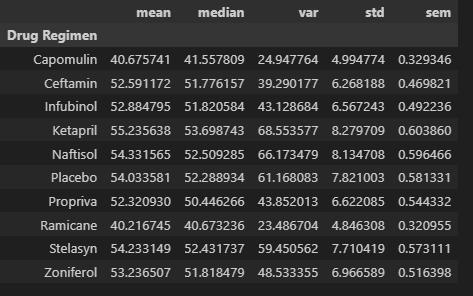 mean median var std sem
Drug Regimen
Capomulin 40.675741 41.557809 24.947764 4.994774 0.329346
Ceftamin 52.591172 51.776157 39.290177 6.268188 0.469821
Infubinol 52.884795 51.820584 43.128684 6.567243 0.492236
Ketapril 55.235638 53.698743 68.553577 8.279709 0.603860
Naftisol 54.331565 52.509285 66.173479 8.134708 0.596466
Placebo 54.033581 52.288934 61.168083 7.821003 0.581331
Propriva 52.320930 50.446266 43.852013 6.622085 0.544332
Ramicane 40.216745 40.673236 23.486704 4.846308 0.320955
Stelasyn 54.233149 52.431737 59.450562 7.710419 0.573111
Zoniferol 53.236507 51.818479 48.533355 6.966589 0.516398